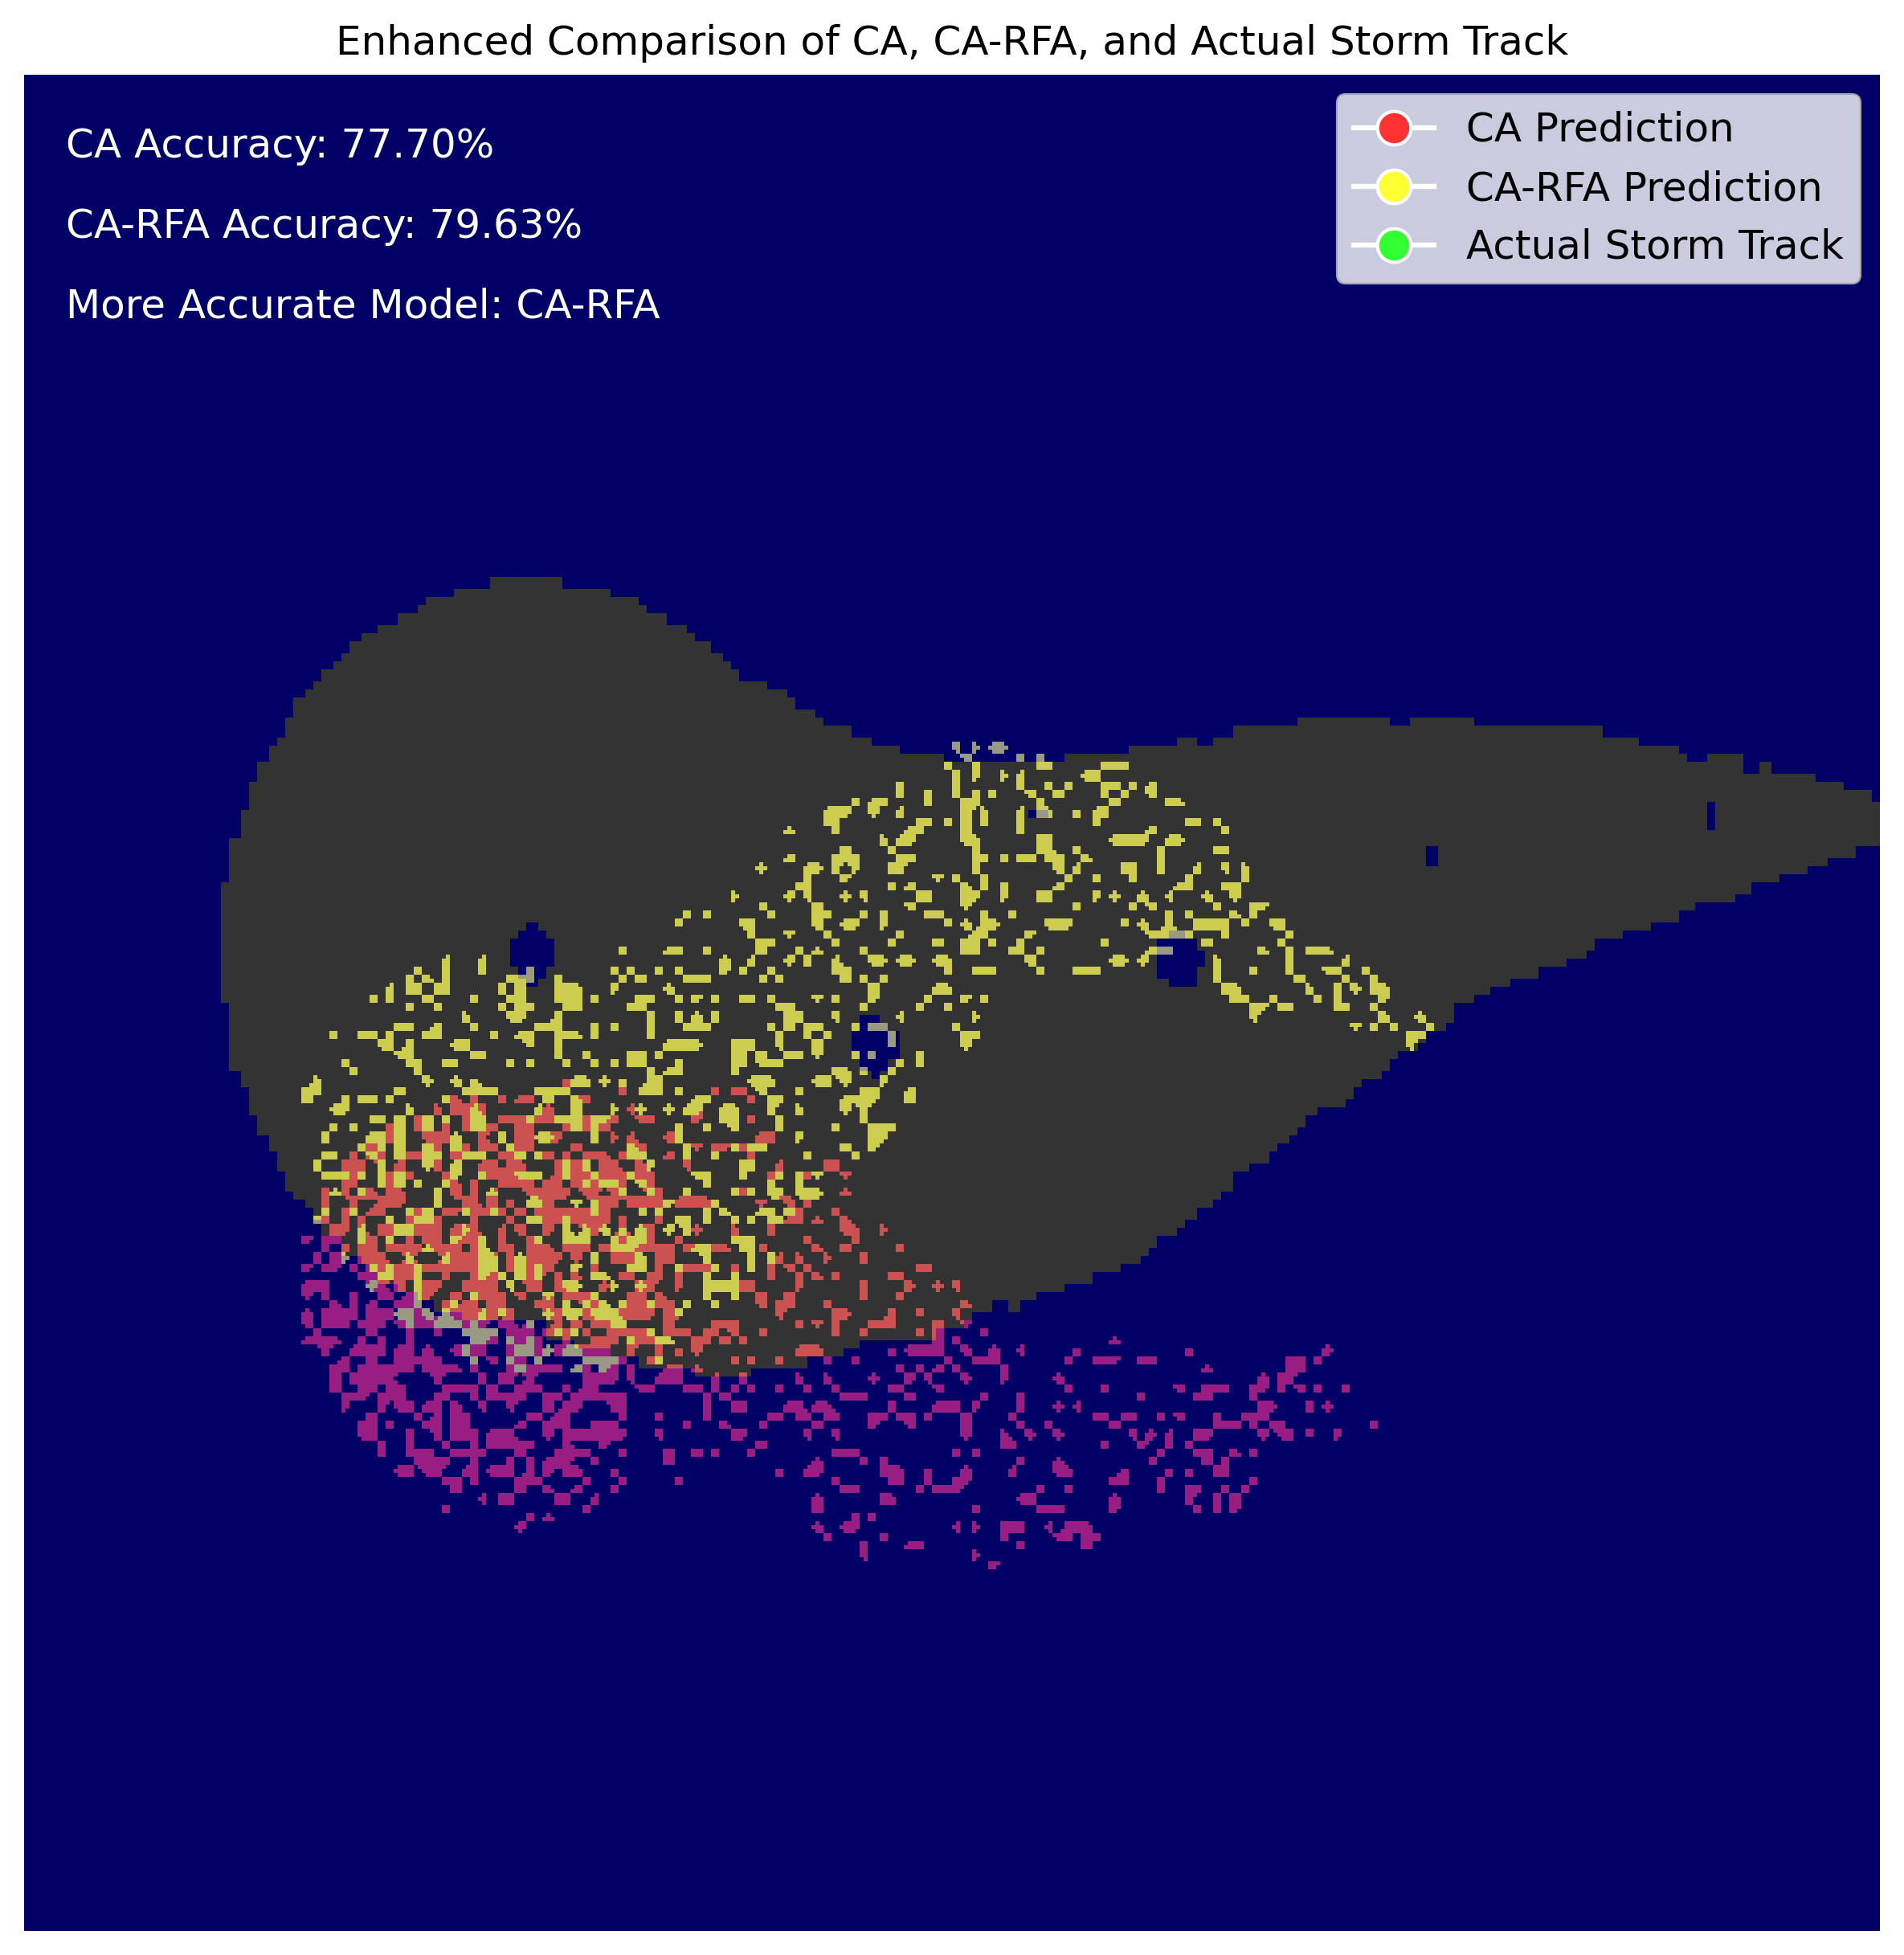 Enhanced Comparison of CA, CA-RFA, and Actual Storm Track
CA Accuracy: 77.70%
CA-RFA Accuracy: 79.63%
More Accurate Model: CA-RFA
CA Prediction
CA-RFA Prediction
Actual Storm Track